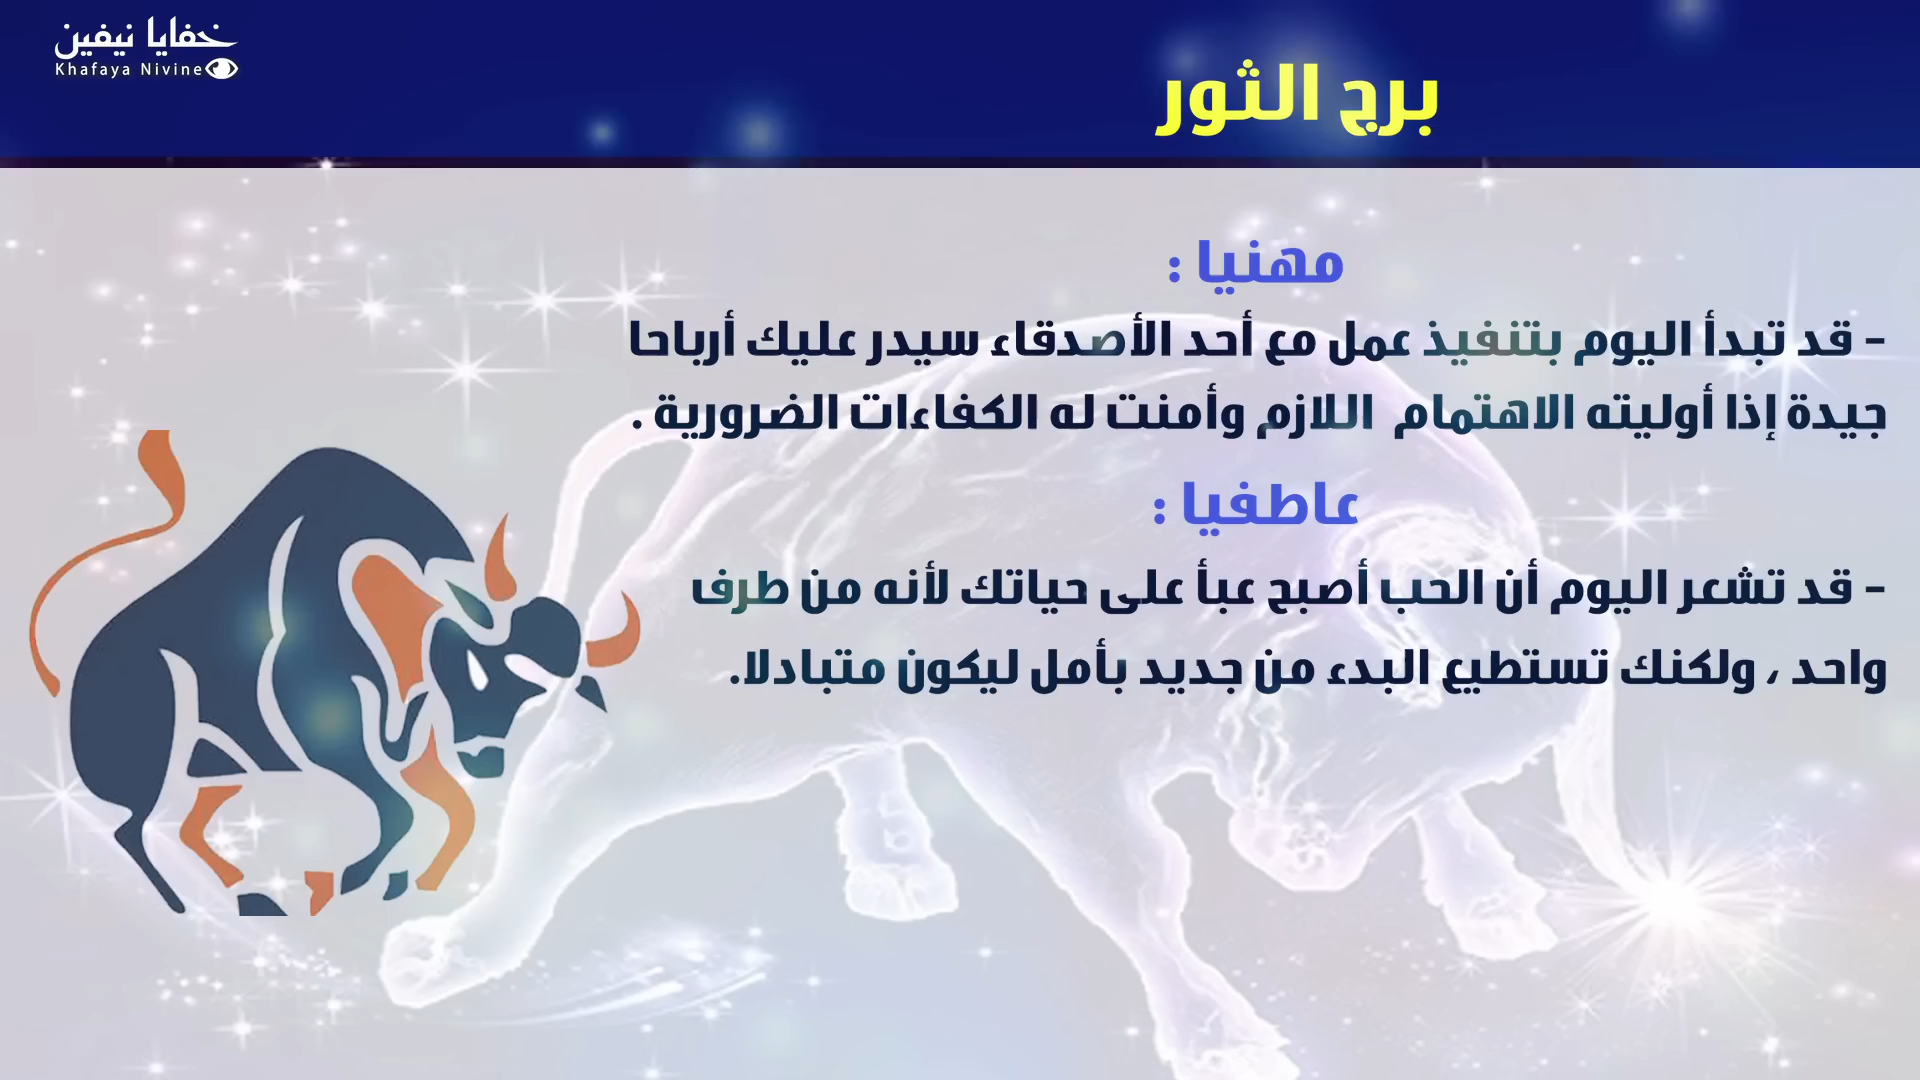 خفايا نيفين
Khafaya Nivine
برج الثور
مهنيا :
- قد تبدأ اليوم بتنفيذ عمل مع أحد الأصدقاء سيدر عليك أرباحا
جيدة إذا أوليته الاهتمام اللازم وأمنت له الكفاءات الضرورية .
عاطفيا :
- قد تشعر اليوم أن الحب أصبح عبأ على حياتك لأنه من طرف
واحد ، ولكنك تستطيع البدء من جديد بأمل ليكون متبادلا.